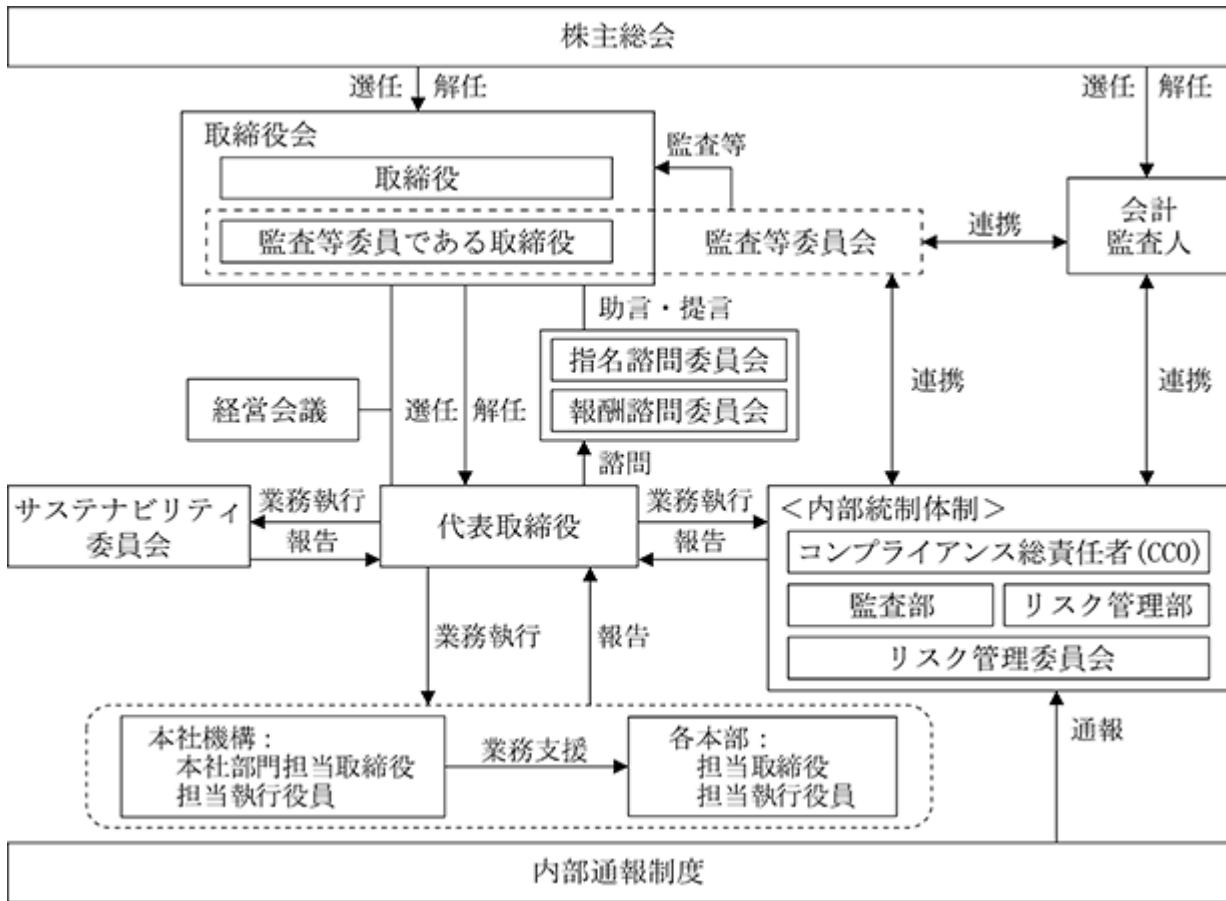 株主総会
選任 解任
選任 解任
取締役会
取締役
監査等
監査等委員である取締役
監査等委員会
連携
会計
監査人
助言・提言
指名諮問委員会
報酬諮問委員会
経営会議
選任 解任
連携
連携
諮問
サステナビリティ
委員会
業務執行
報告
代表取締役
業務執行
報告
<内部統制体制>
コンプライアンス総責任者(CCO)
監査部
リスク管理部
リスク管理委員会
業務執行
報告
通報
本社機構:
本社部門担当取締役
担当執行役員
業務支援
各本部:
担当取締役
担当執行役員
内部通報制度